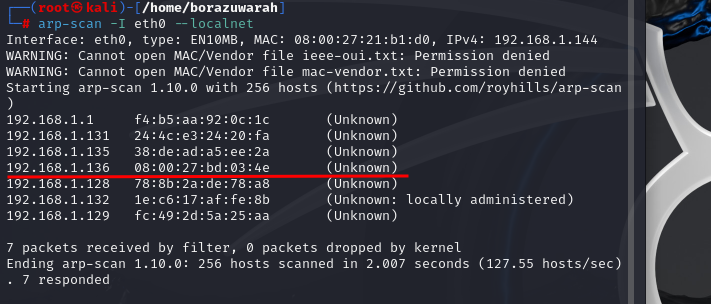 ┌──(root㉿kali)-[/home/borazuwarah]
└─# arp-scan -I eth0 --localnet
Interface: eth0, type: EN10MB, MAC: 08:00:27:21:b1:d0, IPv4: 192.168.1.144
WARNING: Cannot open MAC/Vendor file ieee-oui.txt: Permission denied
WARNING: Cannot open MAC/Vendor file mac-vendor.txt: Permission denied
Starting arp-scan 1.10.0 with 256 hosts (https://github.com/royhills/arp-scan
)
192.168.1.1     f4:b5:aa:92:0c:1c       (Unknown)
192.168.1.131   24:4c:e3:24:20:fa       (Unknown)
192.168.1.135   38:de:ad:a5:ee:2a       (Unknown)
192.168.1.136   08:00:27:bd:03:4e       (Unknown)
192.168.1.128   78:8b:2a:de:78:a8       (Unknown)
192.168.1.132   1e:c6:17:af:fe:8b       (Unknown: locally administered)
192.168.1.129   fc:49:2d:5a:25:aa       (Unknown)
7 packets received by filter, 0 packets dropped by kernel
Ending arp-scan 1.10.0: 256 hosts scanned in 2.007 seconds (127.55 hosts/sec)
. 7 responded